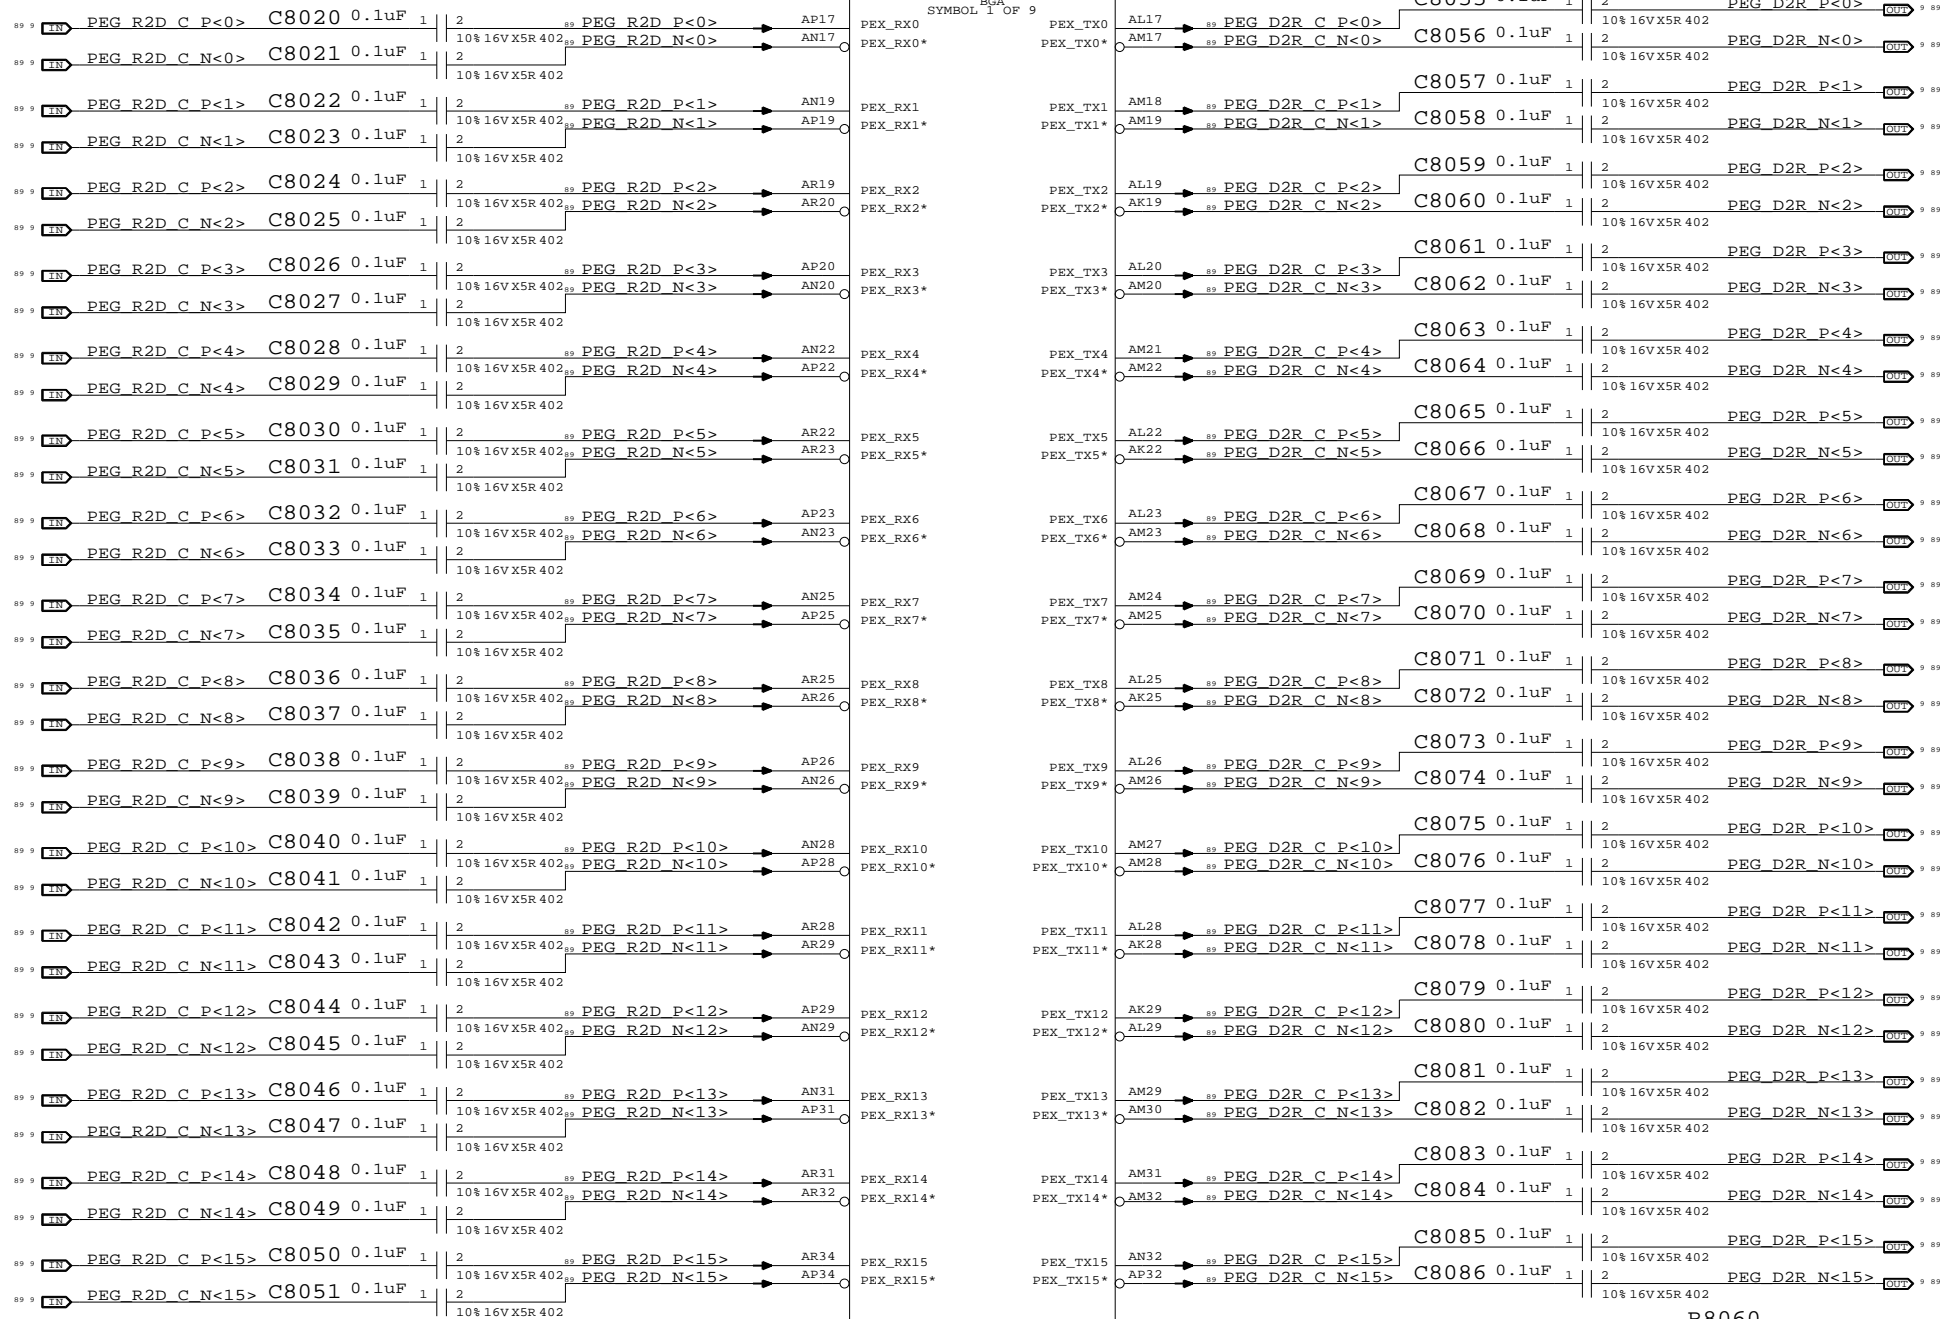 BGA
SYMBOL 1 OF 9
89 9 IN PEG_R2D_C_P<0> C8020 0.1uF 1 2 89 PEG_R2D_P<0> AP17 PEX_RX0 PEX_TX0 AL17 89 PEG_D2R_C_P<0> 1 2 PEG_D2R_P<0> OUT 9 89
10% 16V X5R 402 10% 16V X5R 402
89 9 IN PEG_R2D_C_N<0> C8021 0.1uF 1 2 89 PEG_R2D_N<0> AN17 PEX_RX0* PEX_TX0* AM17 89 PEG_D2R_C_N<0> C8056 0.1uF 1 2 PEG_D2R_N<0> OUT 9 89
10% 16V X5R 402 10% 16V X5R 402
89 9 IN PEG_R2D_C_P<1> C8022 0.1uF 1 2 89 PEG_R2D_P<1> AN19 PEX_RX1 PEX_TX1 AM18 89 PEG_D2R_C_P<1> C8057 0.1uF 1 2 PEG_D2R_P<1> OUT 9 89
10% 16V X5R 402 10% 16V X5R 402
89 9 IN PEG_R2D_C_N<1> C8023 0.1uF 1 2 89 PEG_R2D_N<1> AP19 PEX_RX1* PEX_TX1* AM19 89 PEG_D2R_C_N<1> C8058 0.1uF 1 2 PEG_D2R_N<1> OUT 9 89
10% 16V X5R 402 10% 16V X5R 402
89 9 IN PEG_R2D_C_P<2> C8024 0.1uF 1 2 89 PEG_R2D_P<2> AR19 PEX_RX2 PEX_TX2 AL19 89 PEG_D2R_C_P<2> C8059 0.1uF 1 2 PEG_D2R_P<2> OUT 9 89
10% 16V X5R 402 10% 16V X5R 402
89 9 IN PEG_R2D_C_N<2> C8025 0.1uF 1 2 89 PEG_R2D_N<2> AR20 PEX_RX2* PEX_TX2* AK19 89 PEG_D2R_C_N<2> C8060 0.1uF 1 2 PEG_D2R_N<2> OUT 9 89
10% 16V X5R 402 10% 16V X5R 402
89 9 IN PEG_R2D_C_P<3> C8026 0.1uF 1 2 89 PEG_R2D_P<3> AP20 PEX_RX3 PEX_TX3 AL20 89 PEG_D2R_C_P<3> C8061 0.1uF 1 2 PEG_D2R_P<3> OUT 9 89
10% 16V X5R 402 10% 16V X5R 402
89 9 IN PEG_R2D_C_N<3> C8027 0.1uF 1 2 89 PEG_R2D_N<3> AN20 PEX_RX3* PEX_TX3* AM20 89 PEG_D2R_C_N<3> C8062 0.1uF 1 2 PEG_D2R_N<3> OUT 9 89
10% 16V X5R 402 10% 16V X5R 402
89 9 IN PEG_R2D_C_P<4> C8028 0.1uF 1 2 89 PEG_R2D_P<4> AN22 PEX_RX4 PEX_TX4 AM21 89 PEG_D2R_C_P<4> C8063 0.1uF 1 2 PEG_D2R_P<4> OUT 9 89
10% 16V X5R 402 10% 16V X5R 402
89 9 IN PEG_R2D_C_N<4> C8029 0.1uF 1 2 89 PEG_R2D_N<4> AP22 PEX_RX4* PEX_TX4* AM22 89 PEG_D2R_C_N<4> C8064 0.1uF 1 2 PEG_D2R_N<4> OUT 9 89
10% 16V X5R 402 10% 16V X5R 402
89 9 IN PEG_R2D_C_P<5> C8030 0.1uF 1 2 89 PEG_R2D_P<5> AR22 PEX_RX5 PEX_TX5 AL22 89 PEG_D2R_C_P<5> C8065 0.1uF 1 2 PEG_D2R_P<5> OUT 9 89
10% 16V X5R 402 10% 16V X5R 402
89 9 IN PEG_R2D_C_N<5> C8031 0.1uF 1 2 89 PEG_R2D_N<5> AR23 PEX_RX5* PEX_TX5* AK22 89 PEG_D2R_C_N<5> C8066 0.1uF 1 2 PEG_D2R_N<5> OUT 9 89
10% 16V X5R 402 10% 16V X5R 402
89 9 IN PEG_R2D_C_P<6> C8032 0.1uF 1 2 89 PEG_R2D_P<6> AP23 PEX_RX6 PEX_TX6 AL23 89 PEG_D2R_C_P<6> C8067 0.1uF 1 2 PEG_D2R_P<6> OUT 9 89
10% 16V X5R 402 10% 16V X5R 402
89 9 IN PEG_R2D_C_N<6> C8033 0.1uF 1 2 89 PEG_R2D_N<6> AN23 PEX_RX6* PEX_TX6* AM23 89 PEG_D2R_C_N<6> C8068 0.1uF 1 2 PEG_D2R_N<6> OUT 9 89
10% 16V X5R 402 10% 16V X5R 402
89 9 IN PEG_R2D_C_P<7> C8034 0.1uF 1 2 89 PEG_R2D_P<7> AN25 PEX_RX7 PEX_TX7 AM24 89 PEG_D2R_C_P<7> C8069 0.1uF 1 2 PEG_D2R_P<7> OUT 9 89
10% 16V X5R 402 10% 16V X5R 402
89 9 IN PEG_R2D_C_N<7> C8035 0.1uF 1 2 89 PEG_R2D_N<7> AP25 PEX_RX7* PEX_TX7* AM25 89 PEG_D2R_C_N<7> C8070 0.1uF 1 2 PEG_D2R_N<7> OUT 9 89
10% 16V X5R 402 10% 16V X5R 402
89 9 IN PEG_R2D_C_P<8> C8036 0.1uF 1 2 89 PEG_R2D_P<8> AR25 PEX_RX8 PEX_TX8 AL25 89 PEG_D2R_C_P<8> C8071 0.1uF 1 2 PEG_D2R_P<8> OUT 9 89
10% 16V X5R 402 10% 16V X5R 402
89 9 IN PEG_R2D_C_N<8> C8037 0.1uF 1 2 89 PEG_R2D_N<8> AR26 PEX_RX8* PEX_TX8* AK25 89 PEG_D2R_C_N<8> C8072 0.1uF 1 2 PEG_D2R_N<8> OUT 9 89
10% 16V X5R 402 10% 16V X5R 402
89 9 IN PEG_R2D_C_P<9> C8038 0.1uF 1 2 89 PEG_R2D_P<9> AP26 PEX_RX9 PEX_TX9 AL26 89 PEG_D2R_C_P<9> C8073 0.1uF 1 2 PEG_D2R_P<9> OUT 9 89
10% 16V X5R 402 10% 16V X5R 402
89 9 IN PEG_R2D_C_N<9> C8039 0.1uF 1 2 89 PEG_R2D_N<9> AN26 PEX_RX9* PEX_TX9* AM26 89 PEG_D2R_C_N<9> C8074 0.1uF 1 2 PEG_D2R_N<9> OUT 9 89
10% 16V X5R 402 10% 16V X5R 402
89 9 IN PEG_R2D_C_P<10> C8040 0.1uF 1 2 89 PEG_R2D_P<10> AN28 PEX_RX10 PEX_TX10 AM27 89 PEG_D2R_C_P<10> C8075 0.1uF 1 2 PEG_D2R_P<10> OUT 9 89
10% 16V X5R 402 10% 16V X5R 402
89 9 IN PEG_R2D_C_N<10> C8041 0.1uF 1 2 89 PEG_R2D_N<10> AP28 PEX_RX10* PEX_TX10* AM28 89 PEG_D2R_C_N<10> C8076 0.1uF 1 2 PEG_D2R_N<10> OUT 9 89
10% 16V X5R 402 10% 16V X5R 402
89 9 IN PEG_R2D_C_P<11> C8042 0.1uF 1 2 89 PEG_R2D_P<11> AR28 PEX_RX11 PEX_TX11 AL28 89 PEG_D2R_C_P<11> C8077 0.1uF 1 2 PEG_D2R_P<11> OUT 9 89
10% 16V X5R 402 10% 16V X5R 402
89 9 IN PEG_R2D_C_N<11> C8043 0.1uF 1 2 89 PEG_R2D_N<11> AR29 PEX_RX11* PEX_TX11* AK28 89 PEG_D2R_C_N<11> C8078 0.1uF 1 2 PEG_D2R_N<11> OUT 9 89
10% 16V X5R 402 10% 16V X5R 402
89 9 IN PEG_R2D_C_P<12> C8044 0.1uF 1 2 89 PEG_R2D_P<12> AP29 PEX_RX12 PEX_TX12 AK29 89 PEG_D2R_C_P<12> C8079 0.1uF 1 2 PEG_D2R_P<12> OUT 9 89
10% 16V X5R 402 10% 16V X5R 402
89 9 IN PEG_R2D_C_N<12> C8045 0.1uF 1 2 89 PEG_R2D_N<12> AN29 PEX_RX12* PEX_TX12* AL29 89 PEG_D2R_C_N<12> C8080 0.1uF 1 2 PEG_D2R_N<12> OUT 9 89
10% 16V X5R 402 10% 16V X5R 402
89 9 IN PEG_R2D_C_P<13> C8046 0.1uF 1 2 89 PEG_R2D_P<13> AN31 PEX_RX13 PEX_TX13 AM29 89 PEG_D2R_C_P<13> C8081 0.1uF 1 2 PEG_D2R_P<13> OUT 9 89
10% 16V X5R 402 10% 16V X5R 402
89 9 IN PEG_R2D_C_N<13> C8047 0.1uF 1 2 89 PEG_R2D_N<13> AP31 PEX_RX13* PEX_TX13* AM30 89 PEG_D2R_C_N<13> C8082 0.1uF 1 2 PEG_D2R_N<13> OUT 9 89
10% 16V X5R 402 10% 16V X5R 402
89 9 IN PEG_R2D_C_P<14> C8048 0.1uF 1 2 89 PEG_R2D_P<14> AR31 PEX_RX14 PEX_TX14 AM31 89 PEG_D2R_C_P<14> C8083 0.1uF 1 2 PEG_D2R_P<14> OUT 9 89
10% 16V X5R 402 10% 16V X5R 402
89 9 IN PEG_R2D_C_N<14> C8049 0.1uF 1 2 89 PEG_R2D_N<14> AR32 PEX_RX14* PEX_TX14* AM32 89 PEG_D2R_C_N<14> C8084 0.1uF 1 2 PEG_D2R_N<14> OUT 9 89
10% 16V X5R 402 10% 16V X5R 402
89 9 IN PEG_R2D_C_P<15> C8050 0.1uF 1 2 89 PEG_R2D_P<15> AR34 PEX_RX15 PEX_TX15 AN32 89 PEG_D2R_C_P<15> C8085 0.1uF 1 2 PEG_D2R_P<15> OUT 9 89
10% 16V X5R 402 10% 16V X5R 402
89 9 IN PEG_R2D_C_N<15> C8051 0.1uF 1 2 89 PEG_R2D_N<15> AP34 PEX_RX15* PEX_TX15* AP32 89 PEG_D2R_C_N<15> C8086 0.1uF 1 2 PEG_D2R_N<15> OUT 9 89
10% 16V X5R 402 10% 16V X5R 402